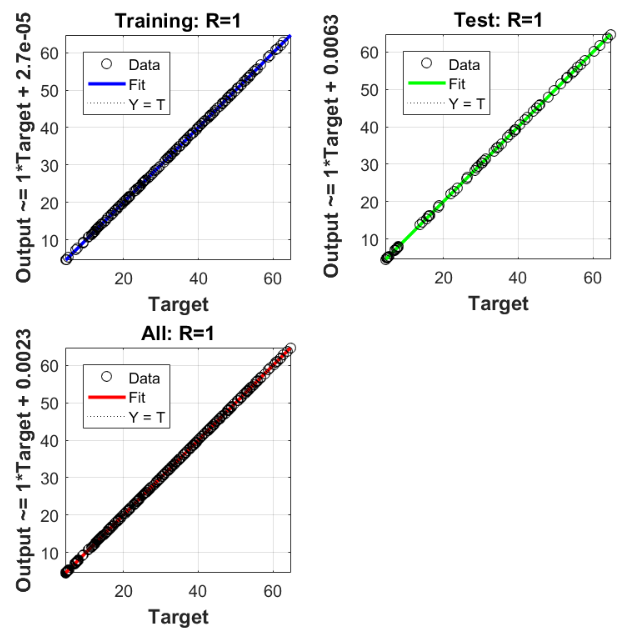 Training: R=1
Output ~= 1*Target + 2.7e-05
60
50
40
30
20
10
Data
Fit
Y = T
20
40
60
Target
Test: R=1
Output ~= 1*Target + 0.0063
60
50
40
30
20
10
Data
Fit
Y = T
20
40
60
Target
All: R=1
Output ~= 1*Target + 0.0023
60
50
40
30
20
10
Data
Fit
Y = T
20
40
60
Target